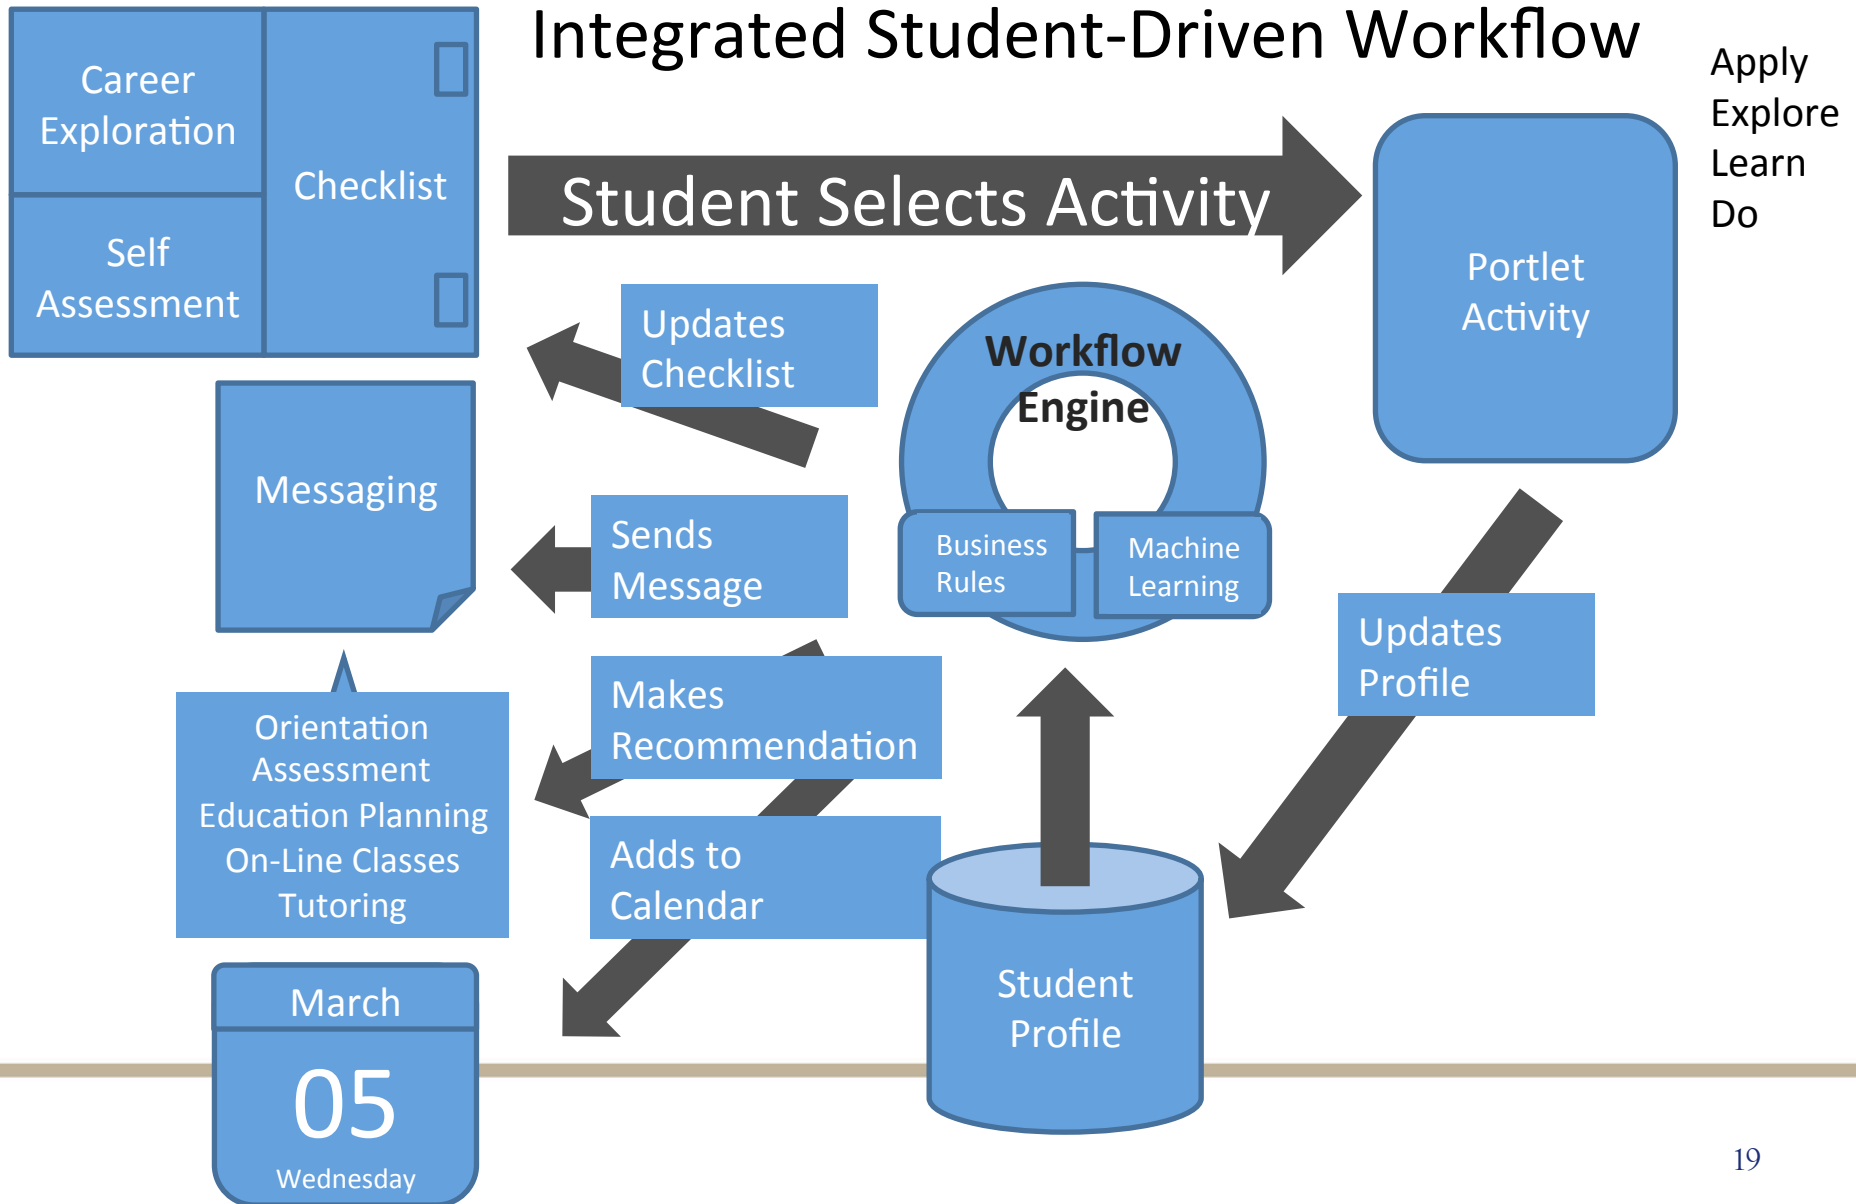 Integrated Student-Driven Workflow
Career
Exploration
Self
Assessment
Checklist
Student Selects Activity
Portlet
Activity
Apply
Explore
Learn
Do
Updates
Checklist
Workflow
Engine
Business
Rules
Machine
Learning
Messaging
Sends
Message
Updates
Profile
Makes
Recommendation
Orientation
Assessment
Education Planning
On-Line Classes
Tutoring
Adds to
Calendar
Student
Profile
March
05
Wednesday
19